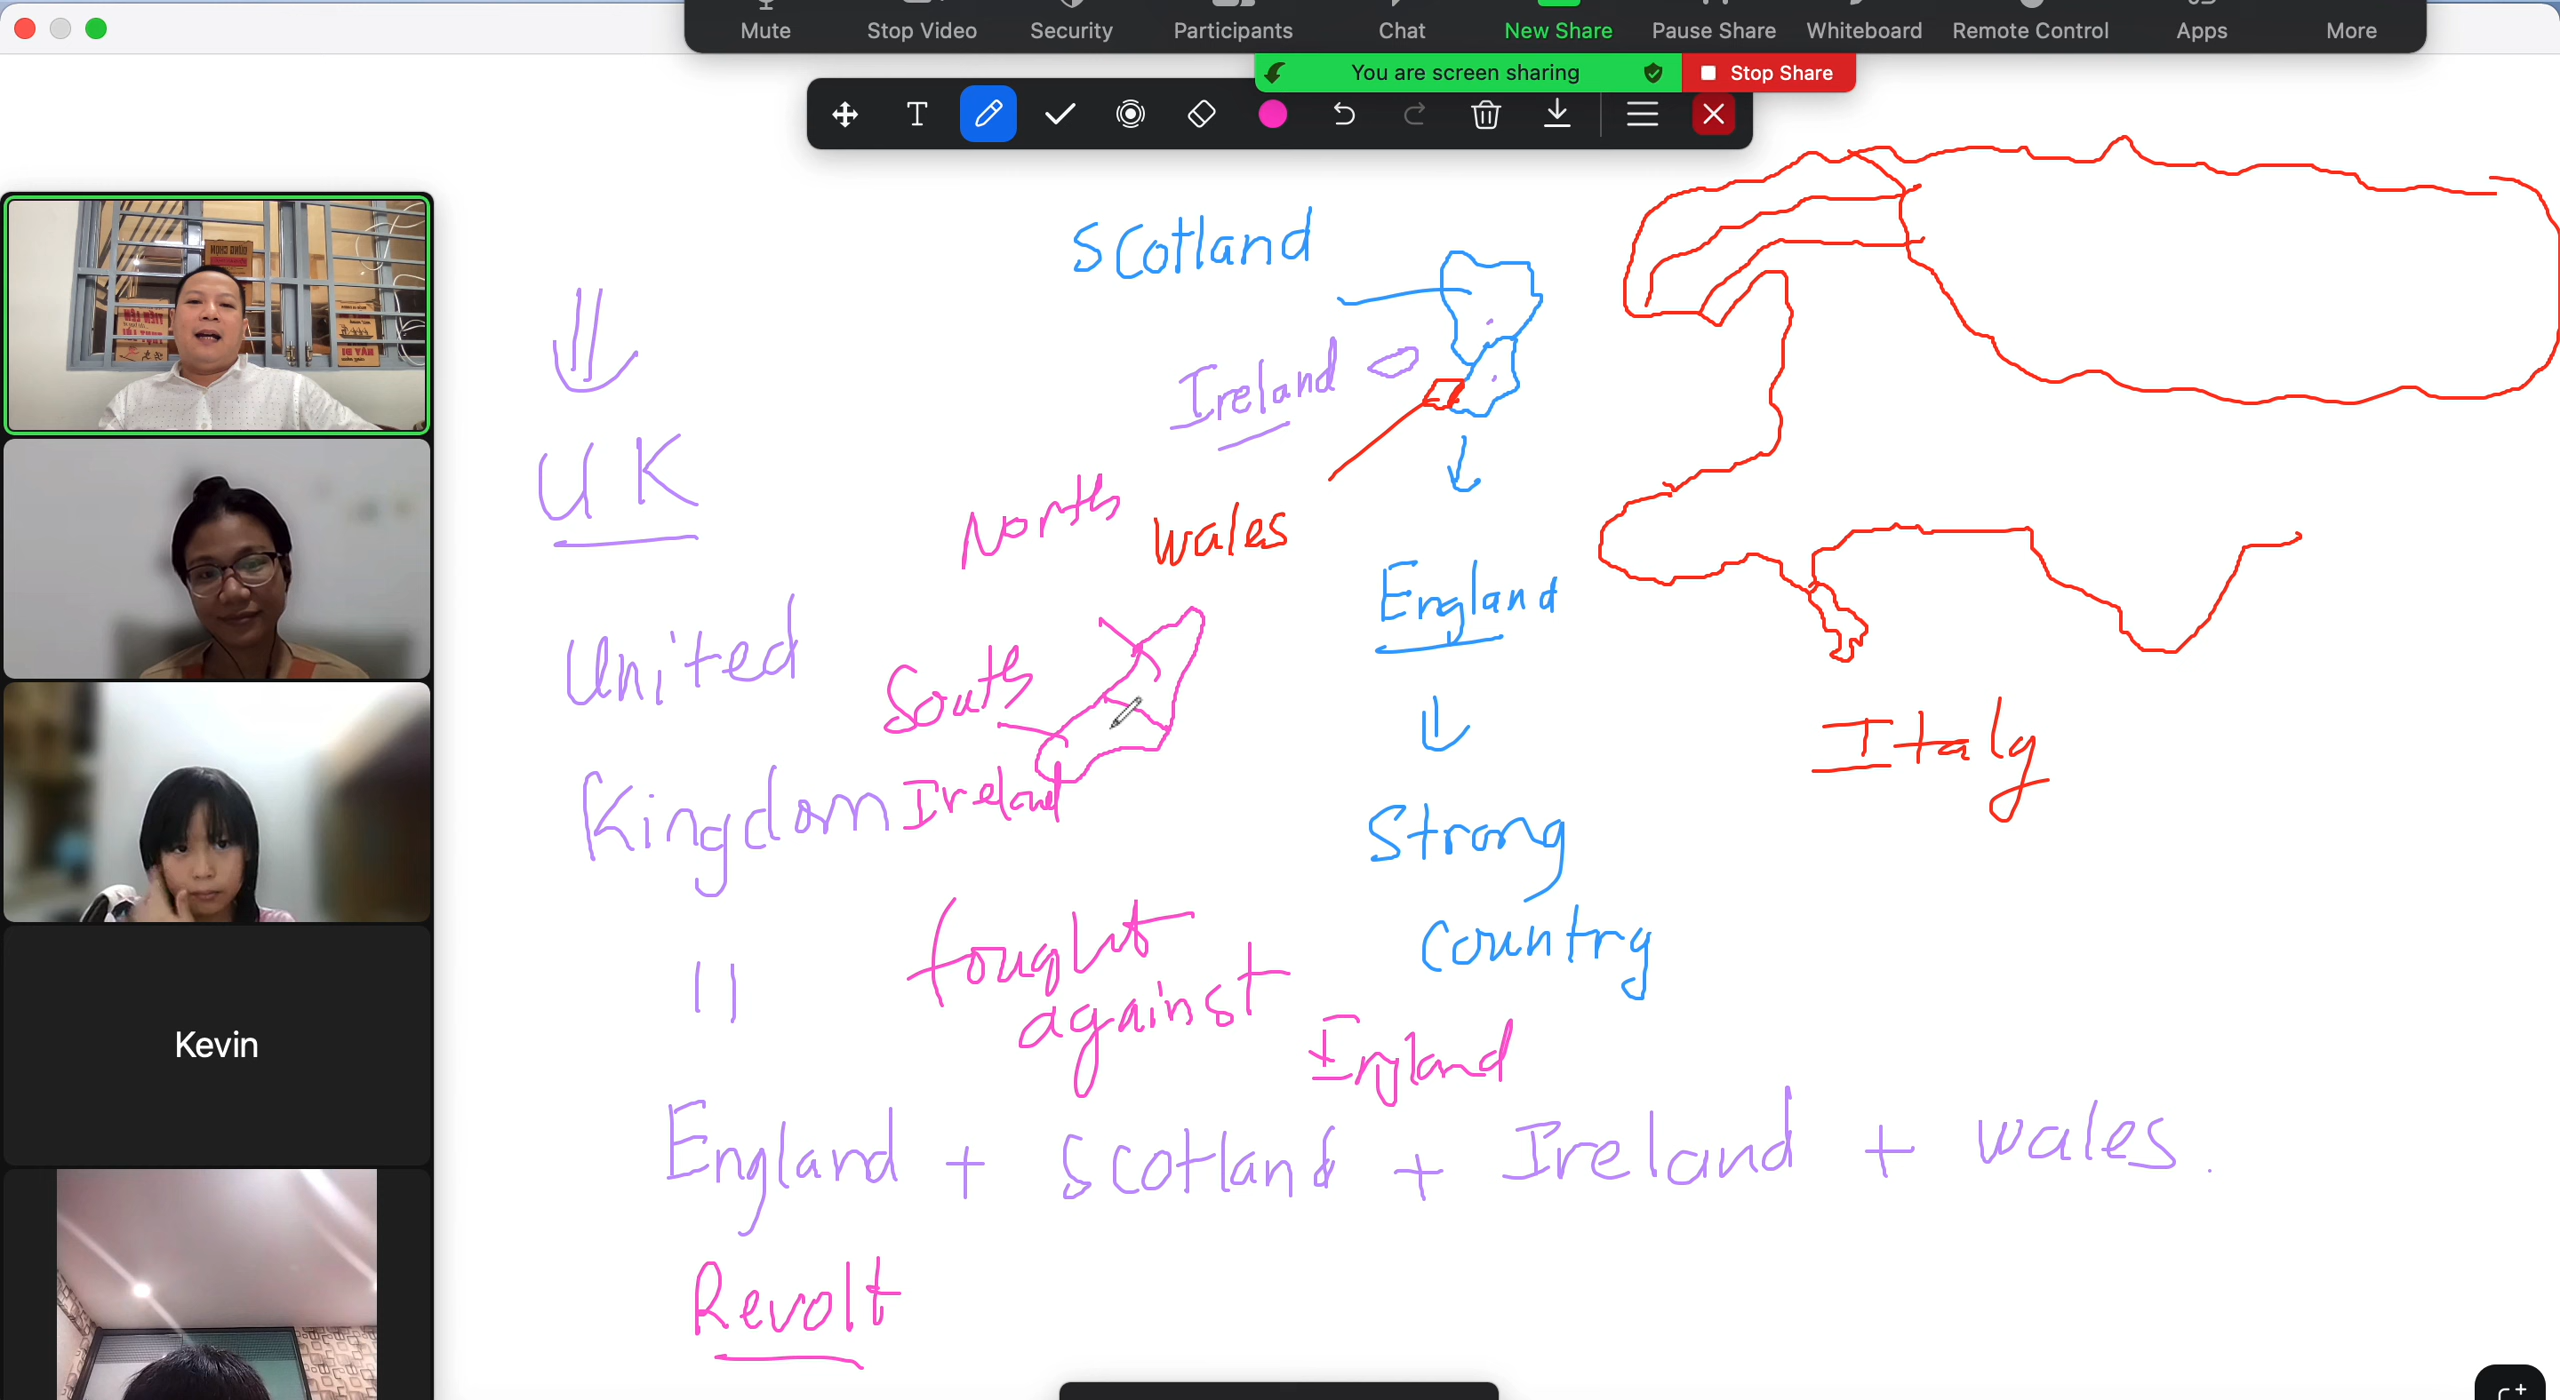 Mute Stop Video Security Participants Chat New Share Pause Share Whiteboard Remote Control Apps More
You are screen sharing Stop Share
T
Scotland
Ireland
UK
North
Wales
England
United
South
Italy
Kingdom
Ireland
Strong
Country
fought
against
England
Kevin
England + Scotland + Ireland + Wales.
Revolt